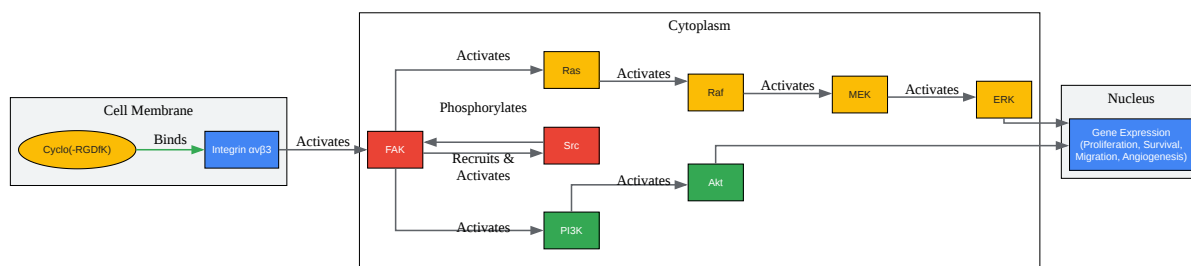 Cytoplasm
Cell Membrane
Nucleus
Cyclo(-RGDfK)
Binds
Integrin αvβ3
Activates
FAK
Activates
Ras
Activates
Raf
Activates
MEK
Activates
ERK
Phosphorylates
Src
Recruits &
Activates
Activates
PI3K
Activates
Akt
Gene Expression
(Proliferation, Survival,
Migration, Angiogenesis)